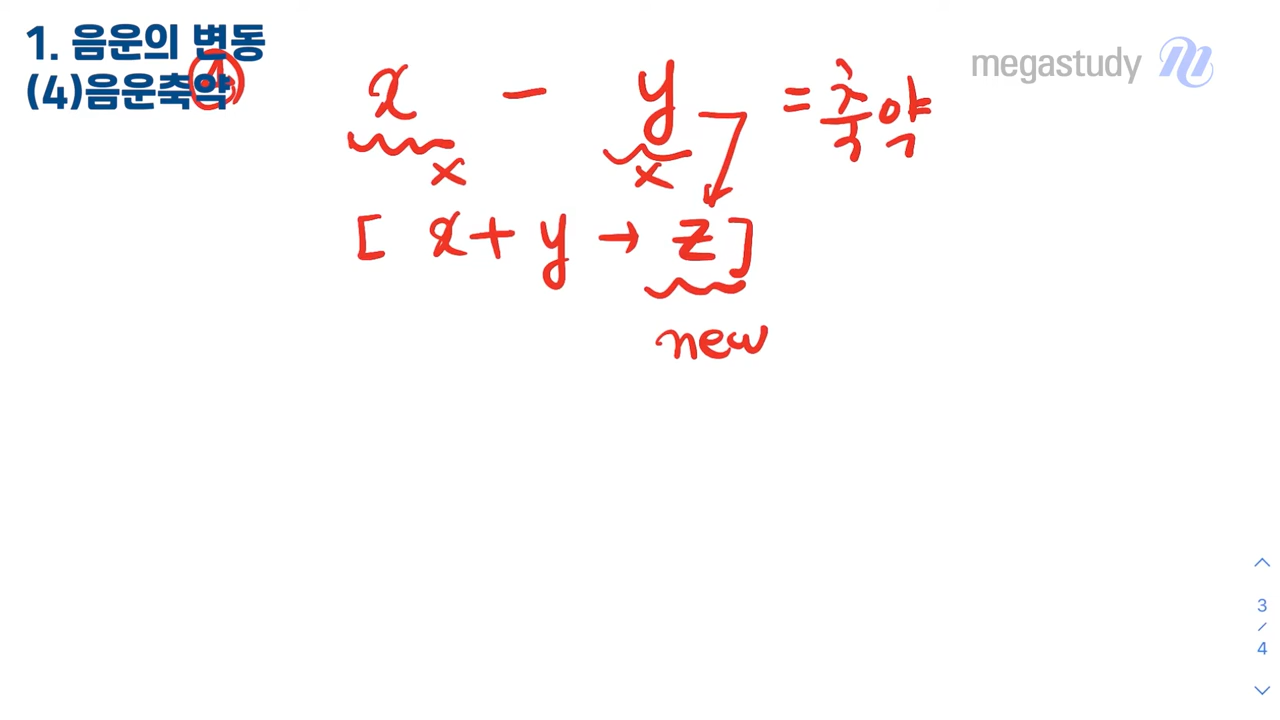 1. 음운의 변동
(4)음운축약
megastudy
x - y = 축약
x x
[ x + y → z ]
new
3
/
4